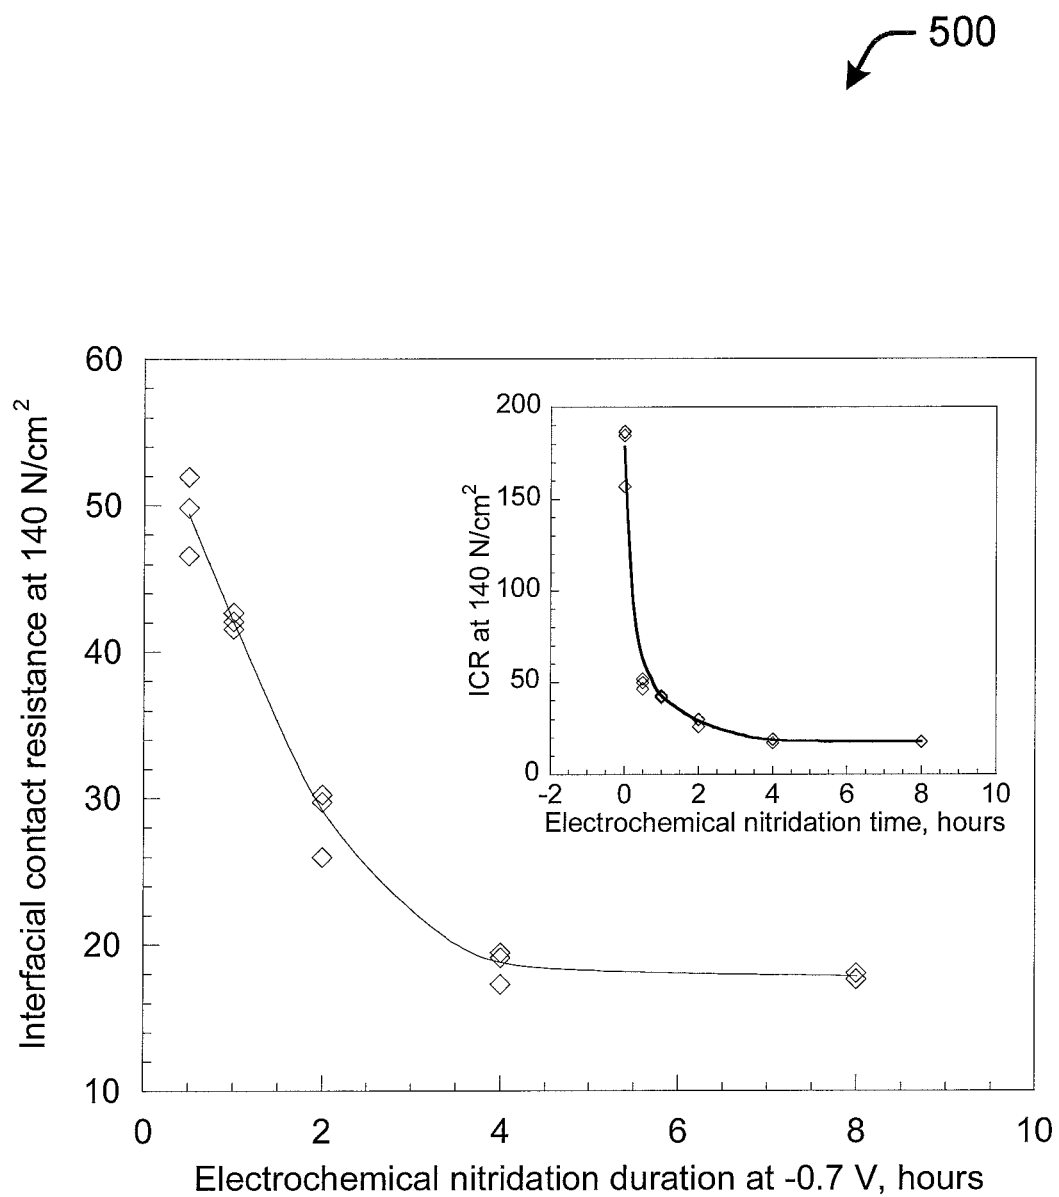 500
60
50
40
30
20
10
0 2 4 6 8 10
Interfacial contact resistance at 140 N/cm²
Electrochemical nitridation duration at -0.7 V, hours
200
150
100
50
0
-2 0 2 4 6 8 10
ICR at 140 N/cm²
Electrochemical nitridation time, hours